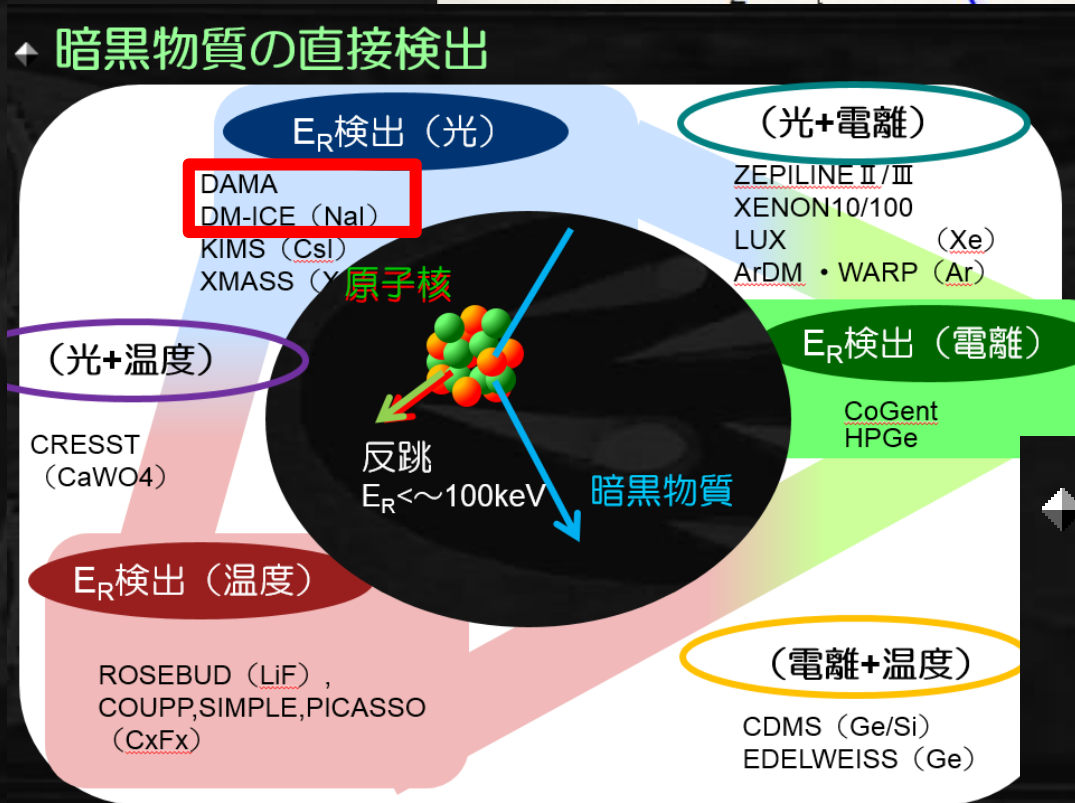 暗黒物質の直接検出
ER検出（光）
DAMA
DM-ICE（NaI）
KIMS（CsI）
XMASS（X
（光+電離）
ZEPILINEⅡ/Ⅲ
XENON10/100
LUX （Xe）
ArDM ・WARP（Ar）
原子核
（光+温度）
CRESST
（CaWO4）
反跳
ER<～100keV
暗黒物質
ER検出（電離）
CoGent
HPGe
ER検出（温度）
ROSEBUD（LiF）,
COUPP,SIMPLE,PICASSO
（CxFx）
（電離+温度）
CDMS（Ge/Si）
EDELWEISS（Ge）